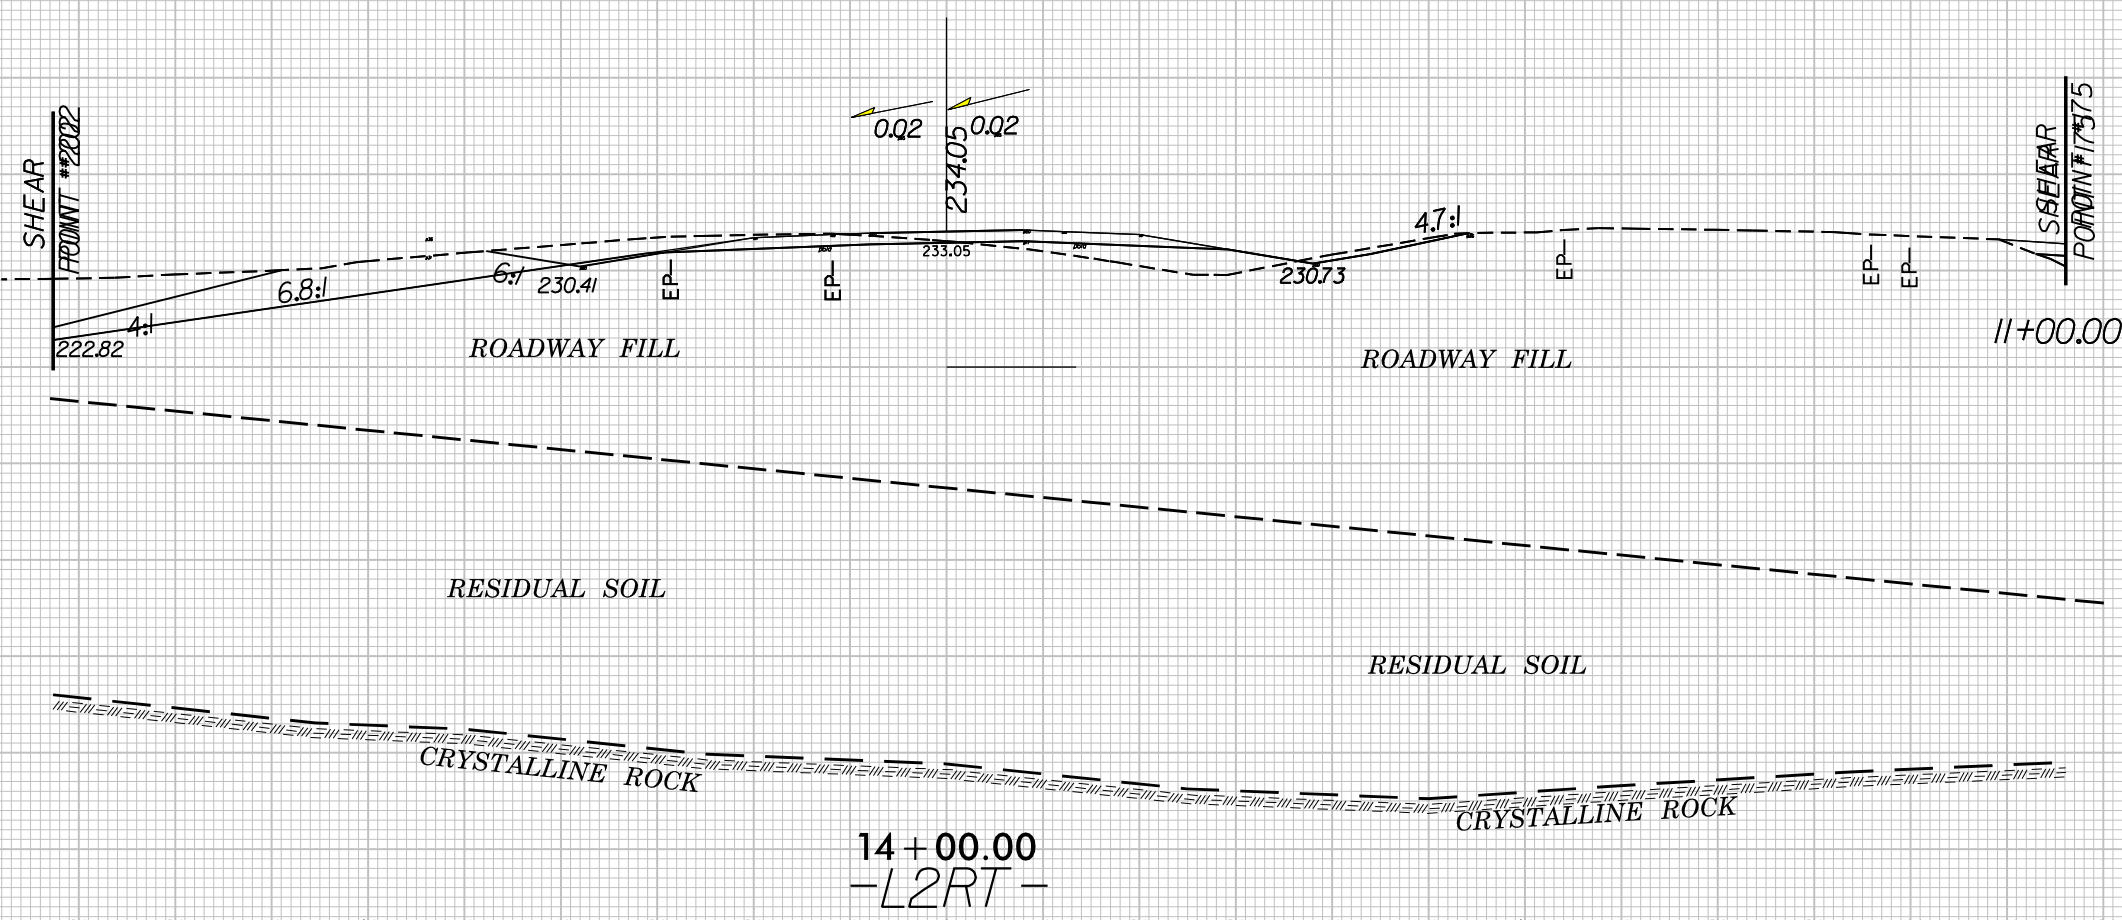 0.02
0.02
234.05
SHEAR
POINT
SHEAR
4.7:1
233.05
6.8:1
6:1
230.41
230.73
EP
EP
EP
EP
EP
4:1
222.82
11+00.00
ROADWAY FILL
ROADWAY FILL
RESIDUAL SOIL
RESIDUAL SOIL
CRYSTALLINE ROCK
CRYSTALLINE ROCK
14+00.00
-L2RT-